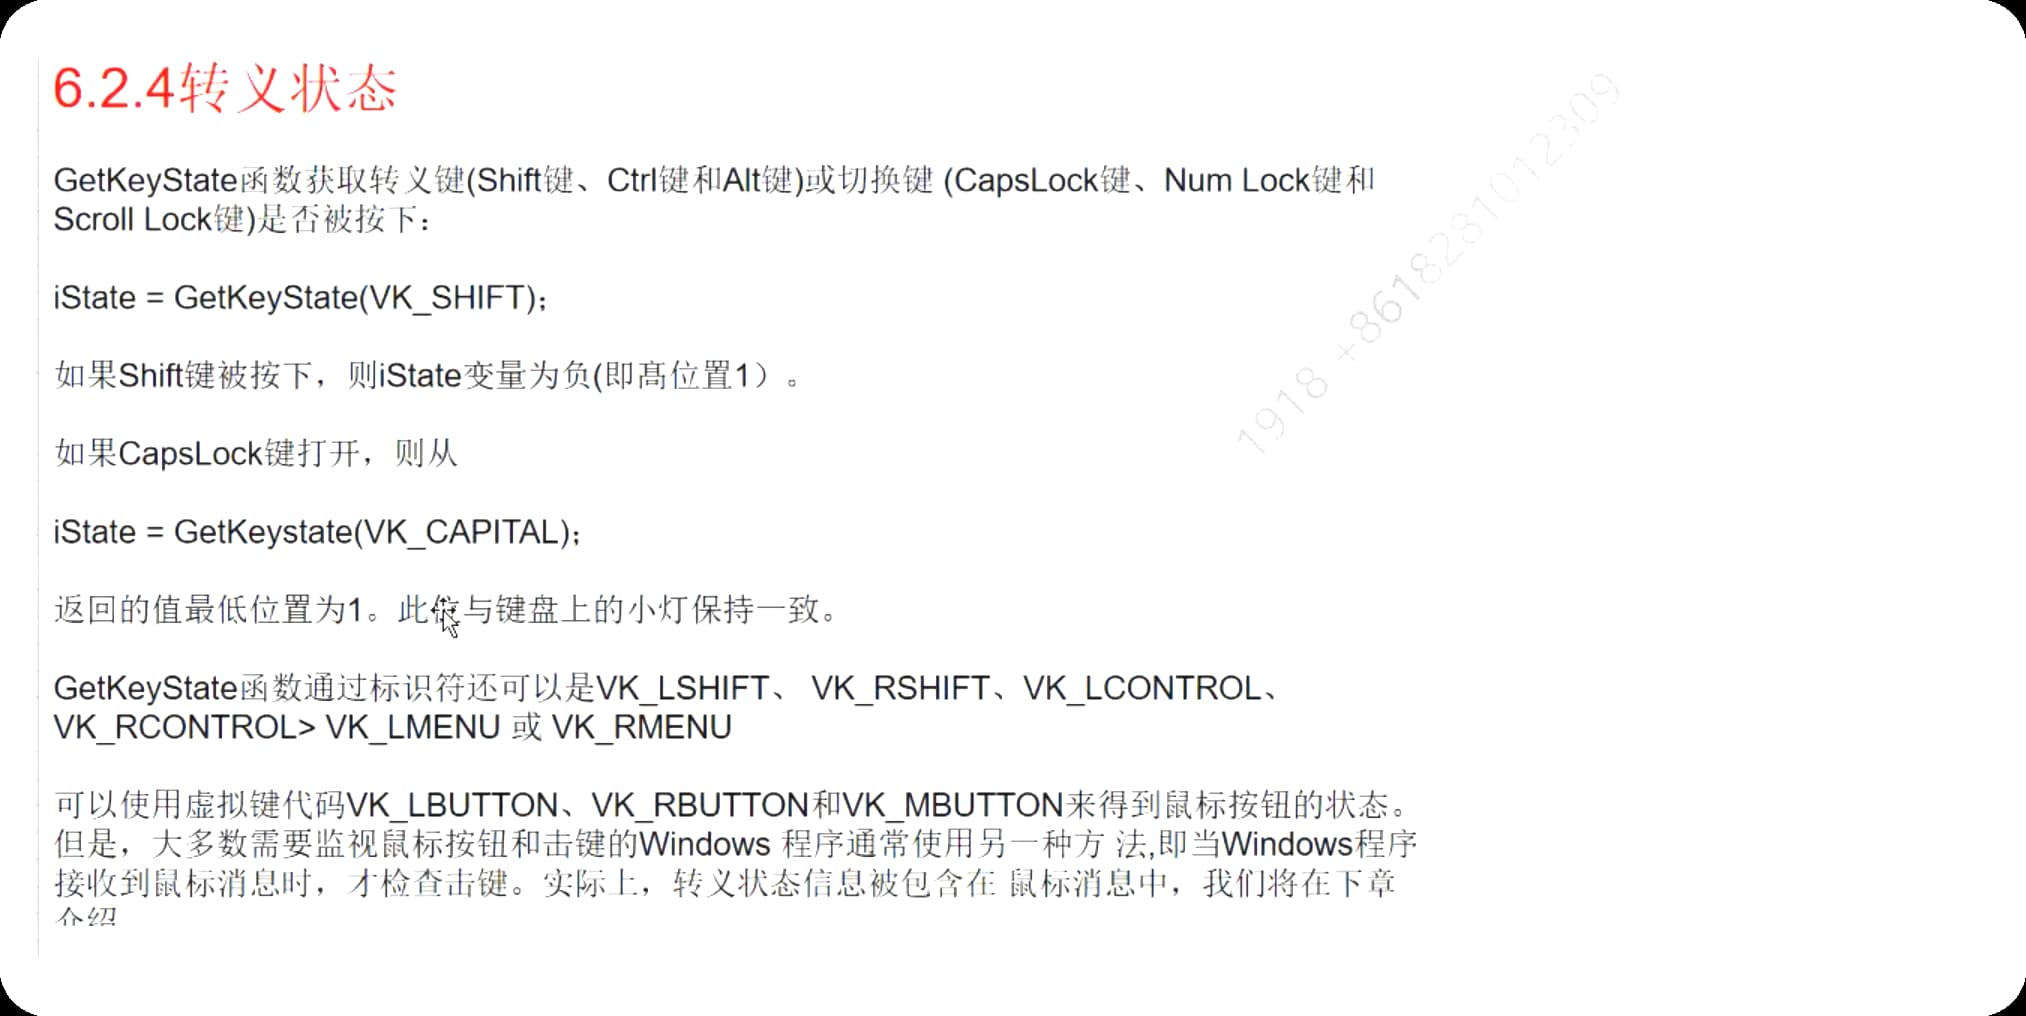 6.2.4转义状态
GetKeyState函数获取转义键(Shift键、Ctrl键和Alt键)或切换键 (CapsLock键、Num Lock键和
Scroll Lock键)是否被按下：
iState = GetKeyState(VK_SHIFT)；
如果Shift键被按下，则iState变量为负(即髙位置1）。
如果CapsLock键打开，则从
iState = GetKeystate(VK_CAPITAL)；
返回的值最低位置为1。此位与键盘上的小灯保持一致。
GetKeyState函数通过标识符还可以是VK_LSHIFT、 VK_RSHIFT、VK_LCONTROL、
VK_RCONTROL> VK_LMENU 或 VK_RMENU
可以使用虚拟键代码VK_LBUTTON、VK_RBUTTON和VK_MBUTTON来得到鼠标按钮的状态。
但是，大多数需要监视鼠标按钮和击键的Windows 程序通常使用另一种方 法,即当Windows程序
接收到鼠标消息时，才检查击键。实际上，转义状态信息被包含在 鼠标消息中，我们将在下章
介绍
1918 +8618281012309